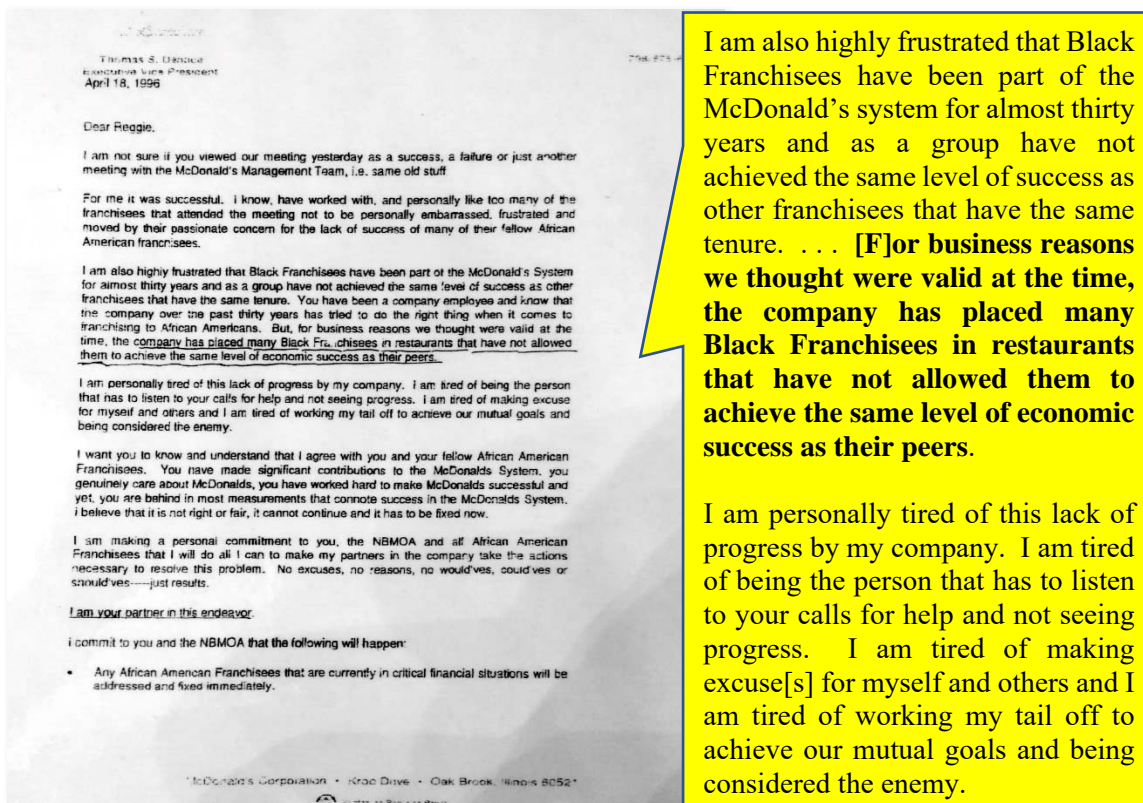 Executive Vice President
April 18, 1996
Dear Reggie,
I am not sure if you viewed our meeting yesterday as a success, a failure or just another
meeting with the McDonald's Management Team, i.e. same old stuff
For me it was successful. I know, have worked with, and personally like too many of the
franchisees that attended the meeting not to be personally embarrassed, frustrated and
moved by their passionate concern for the lack of success of many of their fellow African
American franchisees.
I am also highly frustrated that Black Franchisees have been part of the McDonald's System
for almost thirty years and as a group have not achieved the same level of success as other
franchisees that have the same tenure. You have been a company employee and know that
the company over the past thirty years has tried to do the right thing when it comes to
franchising to African Americans. But, for business reasons we thought were valid at the
time, the company has placed many Black Franchisees in restaurants that have not allowed
them to achieve the same level of economic success as their peers.
I am personally tired of this lack of progress by my company. I am tired of being the person
that has to listen to your calls for help and not seeing progress. I am tired of making excuse
for myself and others and I am tired of working my tail off to achieve our mutual goals and
being considered the enemy.
I want you to know and understand that I agree with you and your fellow African American
Franchisees. You have made significant contributions to the McDonalds System, you
genuinely care about McDonalds, you have worked hard to make McDonalds successful and
yet, you are behind in most measurements that connote success in the McDonalds System.
I believe that it is not right or fair, it cannot continue and it has to be fixed now.
I am making a personal commitment to you, the NBMOA and all African American
Franchisees that I will do all I can to make my partners in the company take the actions
necessary to resolve this problem. No excuses, no reasons, no would'ves, could'ves or
should'ves----just results.
I am your partner in this endeavor.
I commit to you and the NBMOA that the following will happen:
• Any African American Franchisees that are currently in critical financial situations will be
addressed and fixed immediately.
McDonald's Corporation • Kroc Drive • Oak Brook, Illinois
I am also highly frustrated that Black
Franchisees have been part of the
McDonald's system for almost thirty
years and as a group have not
achieved the same level of success as
other franchisees that have the same
tenure. . . . [F]or business reasons
we thought were valid at the time,
the company has placed many
Black Franchisees in restaurants
that have not allowed them to
achieve the same level of economic
success as their peers.
I am personally tired of this lack of
progress by my company. I am tired
of being the person that has to listen
to your calls for help and not seeing
progress. I am tired of making
excuse[s] for myself and others and I
am tired of working my tail off to
achieve our mutual goals and being
considered the enemy.